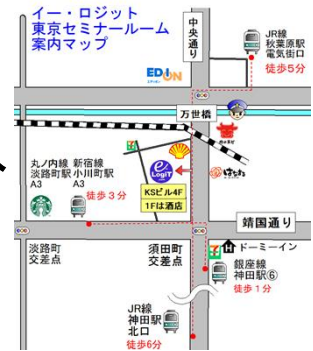 イー・ロジット
東京セミナールーム
案内マップ
中央通り
JR線
秋葉原駅
電気街口
徒歩5分
EDION
万世橋
丸ノ内線 新宿線
淡路町駅 小川町駅
A3 A3
徒歩3分
e-LogiT
KSビル4F
1Fは酒店
靖国通り
淡路町
交差点
須田町
交差点
ドーミーイン
銀座線
神田駅⑥
徒歩1分
JR線
神田駅
北口
徒歩6分